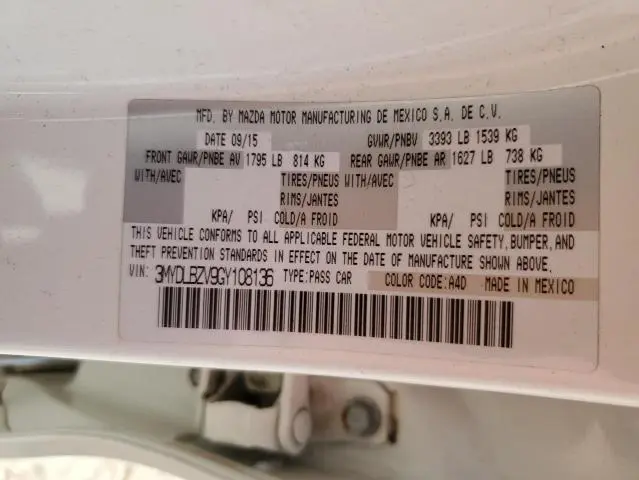 MFD. BY MAZDA MOTOR MANUFACTURING DE MEXICO S.A. DE C.V.
DATE 09/15 GVWR/PNBV 3393 LB 1539 KG
FRONT GAWR/PNBE AV 1795 LB 814 KG REAR GAWR/PNBE AR 1627 LB 738 KG
WITH/AVEC TIRES/PNEUS WITH/AVEC TIRES/PNEUS
RIMS/JANTES RIMS/JANTES
KPA/ PSI COLD/A FROID KPA/ PSI COLD/A FROID
THIS VEHICLE CONFORMS TO ALL APPLICABLE FEDERAL MOTOR VEHICLE SAFETY, BUMPER, AND
THEFT PREVENTION STANDARDS IN EFFECT ON THE DATE OF MANUFACTURE SHOWN ABOVE.
VIN: 3MYDLBZV9GY108136 TYPE:PASS CAR COLOR CODE:A4D MADE IN MEXICO